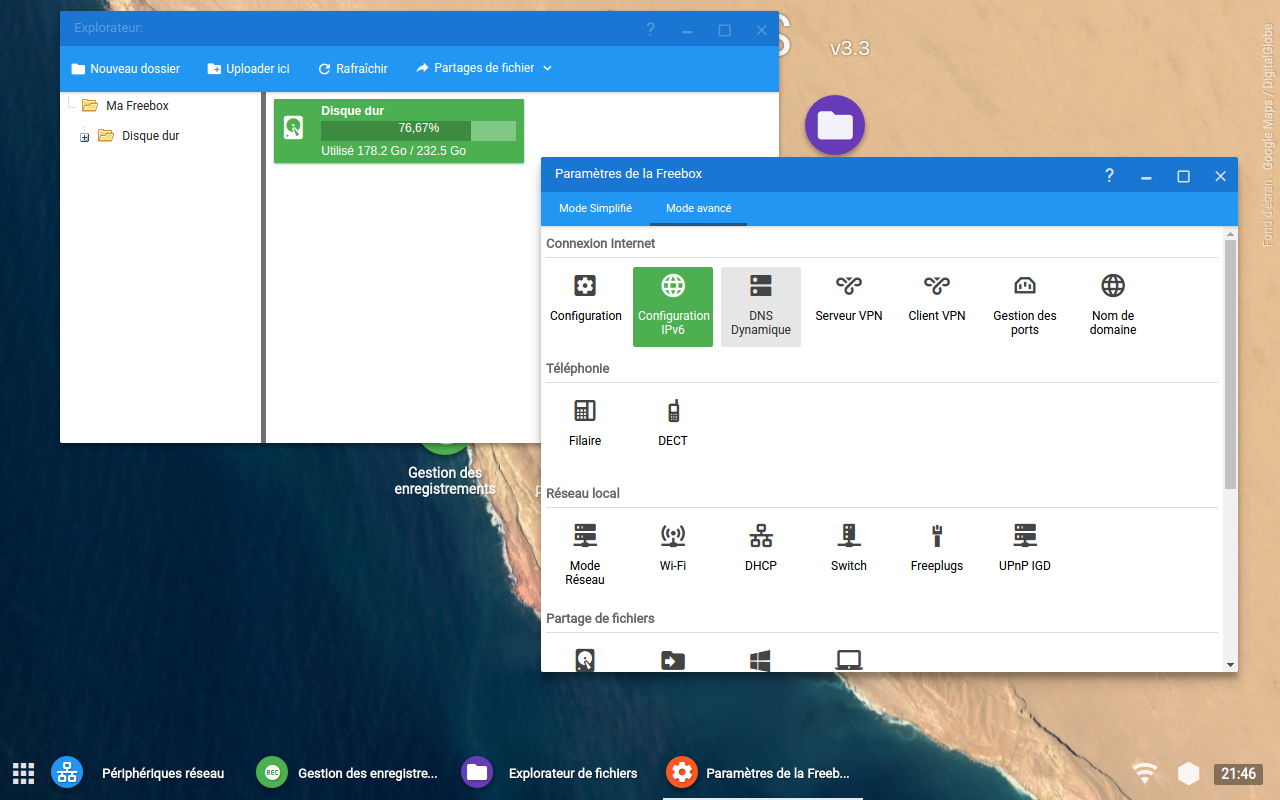 Explorateur:
S
v3.3
Nouveau dossier
Uploader ici
Rafraîchir
Partages de fichier
Ma Freebox
Disque dur
Disque dur
76,67%
Utilisé 178.2 Go / 232.5 Go
Fond d'écran : Google Maps / DigitalGlobe
Paramètres de la Freebox
Mode Simplifié
Mode avancé
Connexion Internet
Configuration
Configuration
IPv6
DNS
Dynamique
Serveur VPN
Client VPN
Gestion des
ports
Nom de
domaine
Téléphonie
Filaire
DECT
Réseau local
Mode
Réseau
Wi-Fi
DHCP
Switch
Freeplugs
UPnP IGD
Partage de fichiers
Gestion des
enregistrements
p
Périphériques réseau
REC
Gestion des enregistre...
Explorateur de fichiers
Paramètres de la Freeb...
21:46